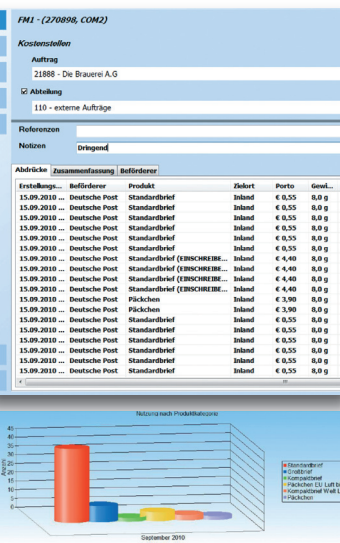 FM1 - (270898, COM2)
Kostenstellen
Auftrag
21888 - Die Brauerei A.G
Abteilung
110 - externe Aufträge
Referenzen
Notizen Dringend
Abdrücke Zusammenfassung Beförderer
Erstellungs... Beförderer Produkt Zielort Porto Gewi...
15.09.2010 ... Deutsche Post Standardbrief Inland € 0,55 8,0 g
15.09.2010 ... Deutsche Post Standardbrief Inland € 0,55 8,0 g
15.09.2010 ... Deutsche Post Standardbrief Inland € 0,55 8,0 g
15.09.2010 ... Deutsche Post Standardbrief Inland € 0,55 8,0 g
15.09.2010 ... Deutsche Post Standardbrief Inland € 0,55 8,0 g
15.09.2010 ... Deutsche Post Standardbrief Inland € 0,55 8,0 g
15.09.2010 ... Deutsche Post Standardbrief (EINSCHREIBE... Inland € 4,40 8,0 g
15.09.2010 ... Deutsche Post Standardbrief (EINSCHREIBE... Inland € 4,40 8,0 g
15.09.2010 ... Deutsche Post Standardbrief (EINSCHREIBE... Inland € 4,40 8,0 g
15.09.2010 ... Deutsche Post Standardbrief (EINSCHREIBE... Inland € 4,40 8,0 g
15.09.2010 ... Deutsche Post Päckchen Inland € 3,90 8,0 g
15.09.2010 ... Deutsche Post Päckchen Inland € 3,90 8,0 g
15.09.2010 ... Deutsche Post Standardbrief Inland € 0,55 8,0 g
15.09.2010 ... Deutsche Post Standardbrief Inland € 0,55 8,0 g
15.09.2010 ... Deutsche Post Standardbrief Inland € 0,55 8,0 g
15.09.2010 ... Deutsche Post Standardbrief Inland € 0,55 8,0 g
15.09.2010 ... Deutsche Post Standardbrief Inland € 0,55 8,0 g
15.09.2010 ... Deutsche Post Standardbrief Inland € 0,55 8,0 g
Nutzung nach Produktkategorie
Anzahl
45
40
35
30
25
20
15
10
5
0
September 2010
Standardbrief
Großbrief
Kompaktbrief
Päckchen EU Luft b
Kompaktbrief Welt L
Päckchen